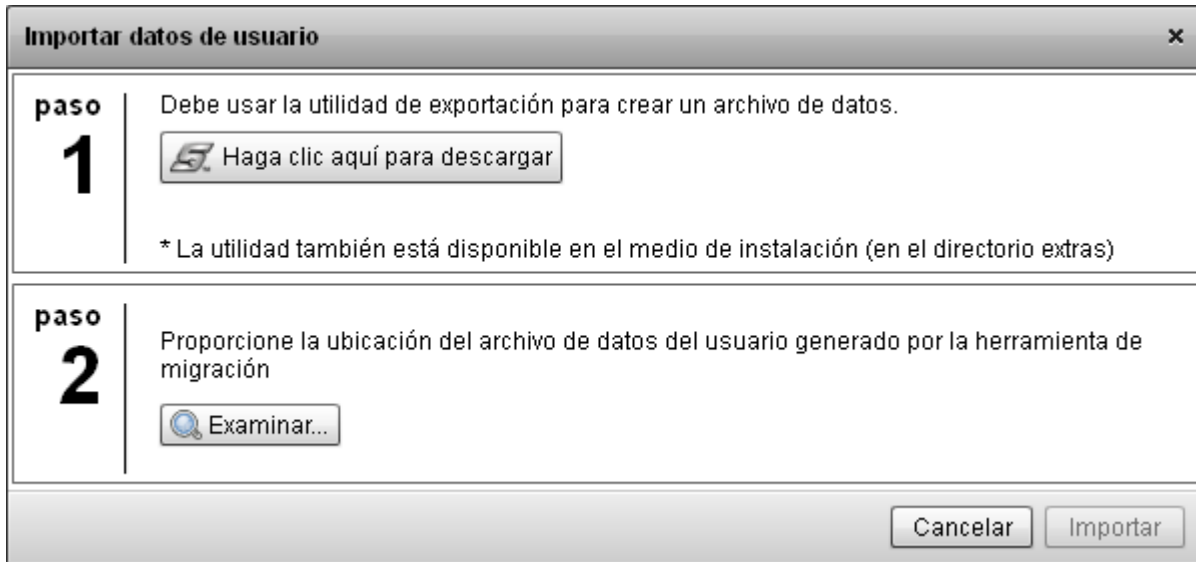 Importar datos de usuario
paso
1
Debe usar la utilidad de exportación para crear un archivo de datos.
Haga clic aquí para descargar
* La utilidad también está disponible en el medio de instalación (en el directorio extras)
paso
2
Proporcione la ubicación del archivo de datos del usuario generado por la herramienta de
migración
Examinar...
Cancelar
Importar